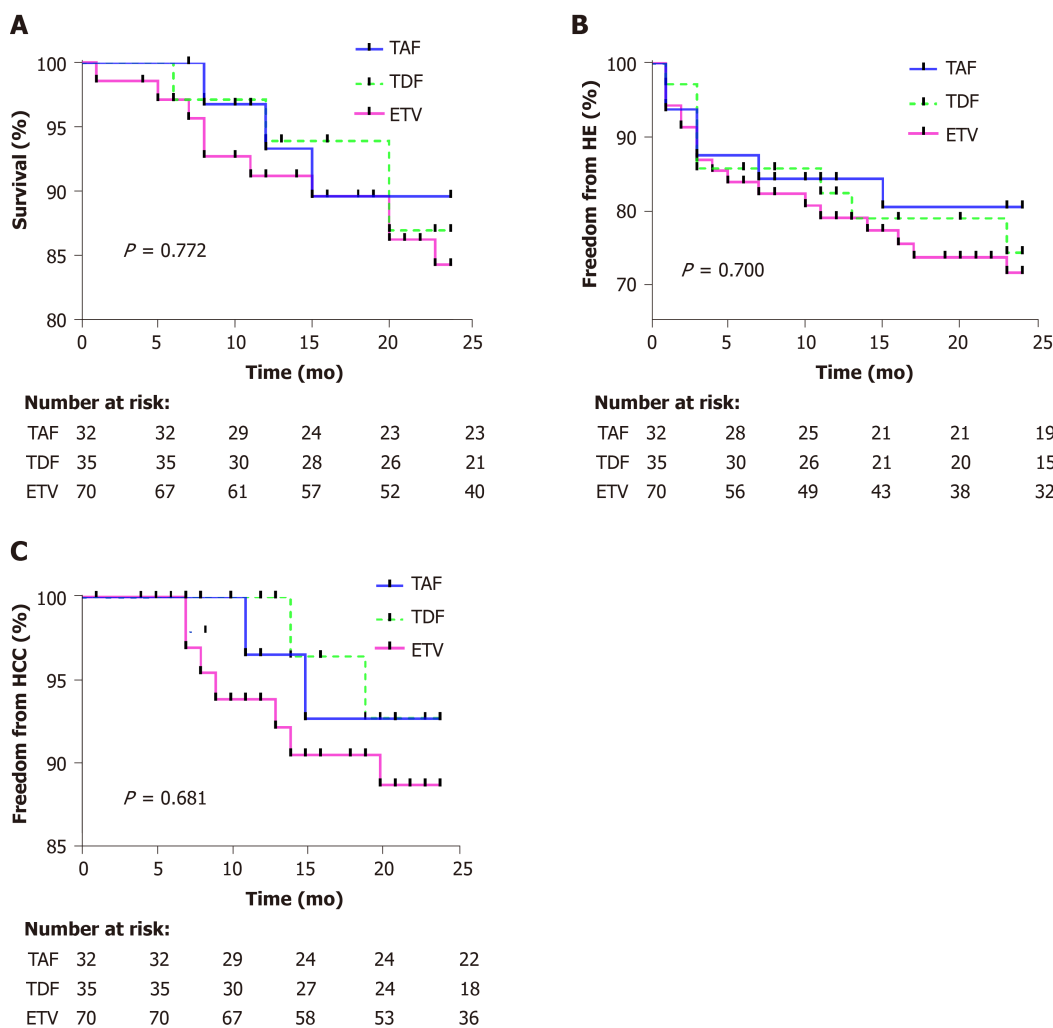 A
TAF
TDF
ETV
Survival (%)
100
95
90
85
80
P = 0.772
0 5 10 15 20 25
Time (mo)
Number at risk:
TAF 32 32 29 24 23 23
TDF 35 35 30 28 26 21
ETV 70 67 61 57 52 40
B
TAF
TDF
ETV
Freedom from HE (%)
100
90
80
70
P = 0.700
0 5 10 15 20 25
Time (mo)
Number at risk:
TAF 32 28 25 21 21 19
TDF 35 30 26 21 20 15
ETV 70 56 49 43 38 32
C
TAF
TDF
ETV
Freedom from HCC (%)
100
95
90
85
P = 0.681
0 5 10 15 20 25
Time (mo)
Number at risk:
TAF 32 32 29 24 24 22
TDF 35 35 30 27 24 18
ETV 70 70 67 58 53 36